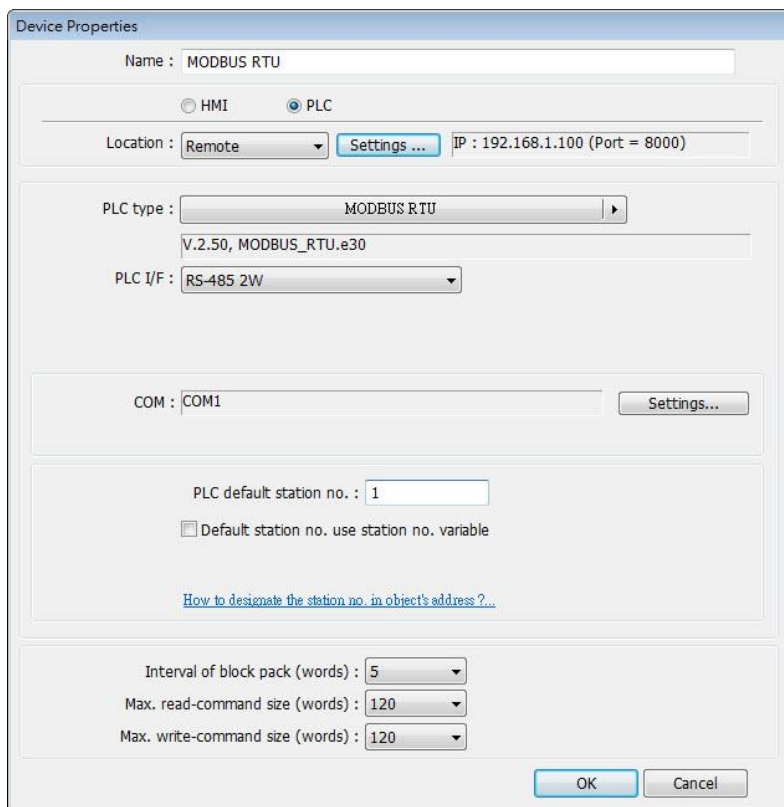 Device Properties
Name : MODBUS RTU
HMI PLC
Location : Remote Settings ... IP : 192.168.1.100 (Port = 8000)
PLC type : MODBUS RTU
V.2.50, MODBUS_RTU.e30
PLC I/F : RS-485 2W
COM : COM1 Settings...
PLC default station no. : 1
Default station no. use station no. variable
How to designate the station no. in object's address ?...
Interval of block pack (words) : 5
Max. read-command size (words) : 120
Max. write-command size (words) : 120
OK Cancel